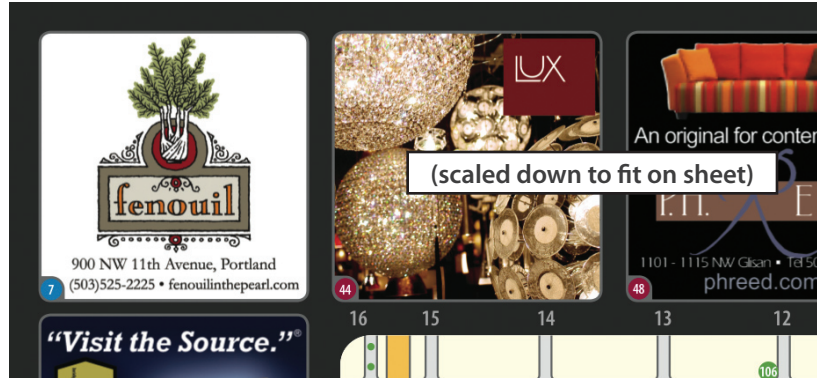 fenouil
900 NW 11th Avenue, Portland
(503)525-2225 • fenouilinthepearl.com
7
LUX
44
(scaled down to fit on sheet)
An original for
P.H.
E
1101 - 1115 NW Glisan •
phreed.com
48
"Visit the Source."®
16 15 14 13 12
106